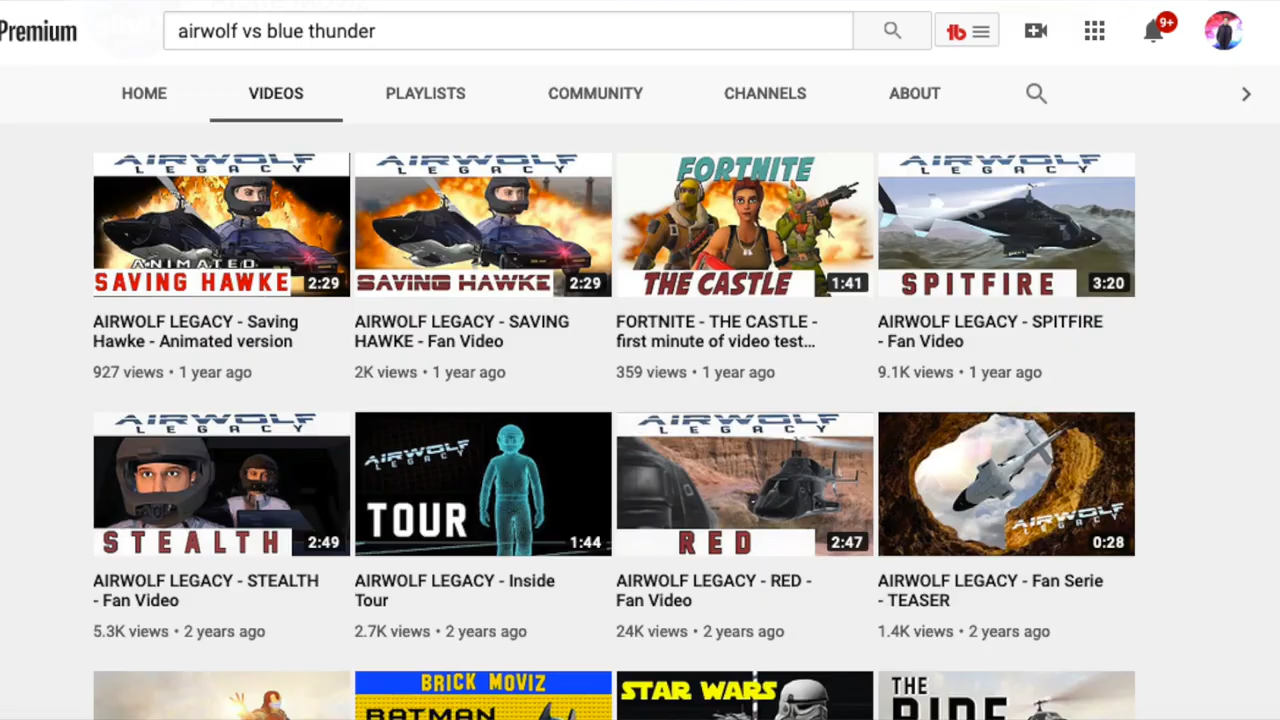 Premium
airwolf vs blue thunder
9+
HOME
VIDEOS
PLAYLISTS
COMMUNITY
CHANNELS
ABOUT
AIRWOLF
LEGACY
ANIMATED
SAVING HAWKE
2:29
AIRWOLF
LEGACY
SAVING HAWKE
2:29
FORTNITE
THE CASTLE
1:41
AIRWOLF
LEGACY
SPITFIRE
3:20
AIRWOLF LEGACY - Saving
Hawke - Animated version
927 views • 1 year ago
AIRWOLF LEGACY - SAVING
HAWKE - Fan Video
2K views • 1 year ago
FORTNITE - THE CASTLE -
first minute of video test...
359 views • 1 year ago
AIRWOLF LEGACY - SPITFIRE
- Fan Video
9.1K views • 1 year ago
AIRWOLF
LEGACY
STEALTH
2:49
AIRWOLF
LEGACY
TOUR
1:44
AIRWOLF
LEGACY
RED
2:47
AIRWOLF
LEGACY
0:28
AIRWOLF LEGACY - STEALTH
- Fan Video
5.3K views • 2 years ago
AIRWOLF LEGACY - Inside
Tour
2.7K views • 2 years ago
AIRWOLF LEGACY - RED -
Fan Video
24K views • 2 years ago
AIRWOLF LEGACY - Fan Serie
- TEASER
1.4K views • 2 years ago
BRICK MOVIZ
BATMAN
STAR WARS
THE
RIDE